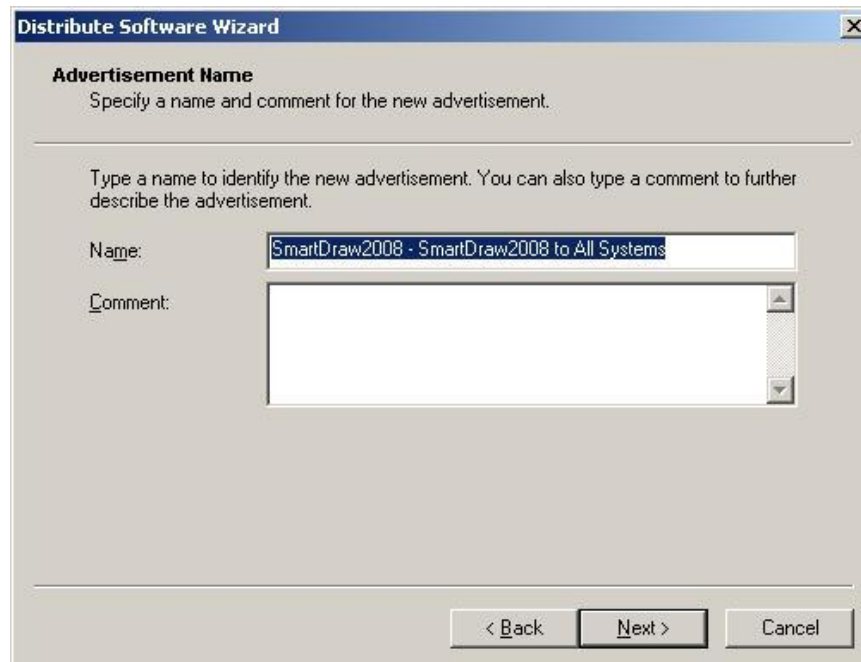 Distribute Software Wizard
Advertisement Name
Specify a name and comment for the new advertisement.
Type a name to identify the new advertisement. You can also type a comment to further
describe the advertisement.
Name: SmartDraw2008 - SmartDraw2008 to All Systems
Comment:
< Back Next > Cancel